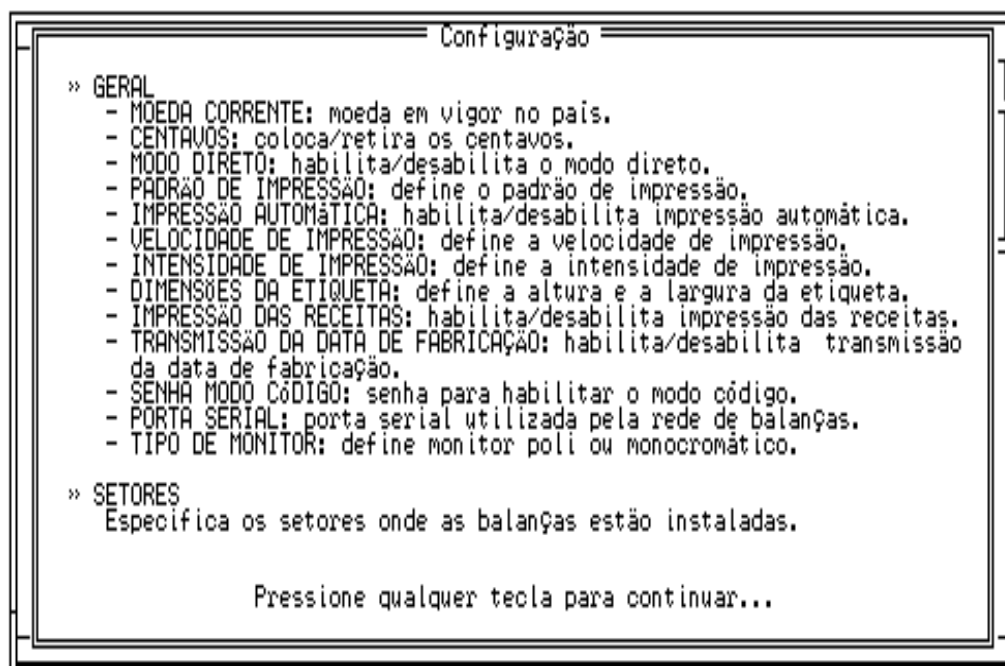 Configuração
» GERAL
- MOEDA CORRENTE: moeda em vigor no país.
- CENTAVOS: coloca/retira os centavos.
- MODO DIRETO: habilita/desabilita o modo direto.
- PADRÃO DE IMPRESSÃO: define o padrão de impressão.
- IMPRESSÃO AUTOMáTICA: habilita/desabilita impressão automática.
- VELOCIDADE DE IMPRESSÃO: define a velocidade de impressão.
- INTENSIDADE DE IMPRESSÃO: define a intensidade de impressão.
- DIMENSÕES DA ETIQUETA: define a altura e a largura da etiqueta.
- IMPRESSÃO DAS RECEITAS: habilita/desabilita impressão das receitas.
- TRANSMISSÃO DA DATA DE FABRICAÇÃO: habilita/desabilita transmissão
da data de fabricação.
- SENHA MODO CóDIGO: senha para habilitar o modo código.
- PORTA SERIAL: porta serial utilizada pela rede de balanças.
- TIPO DE MONITOR: define monitor poli ou monocromático.
» SETORES
Especifica os setores onde as balanças estão instaladas.
Pressione qualquer tecla para continuar...